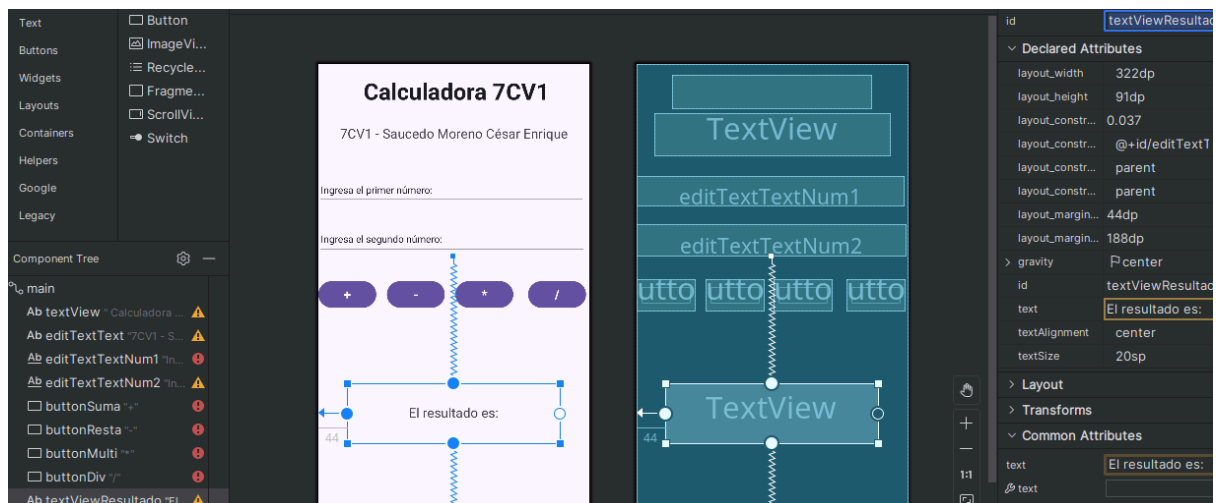 Text
Buttons
Widgets
Layouts
Containers
Helpers
Google
Legacy
Button
ImageVi...
Recycle...
Fragme...
ScrollVi...
Switch
Component Tree
main
Ab textView "Calculadora ...
Ab editTextText "7CV1 - S...
Ab editTextTextNum1 "In...
Ab editTextTextNum2 "In...
buttonSuma "+"
buttonResta "-"
buttonMulti "*"
buttonDiv "/"
Ab textViewResultado "El
Calculadora 7CV1
7CV1 - Saucedo Moreno César Enrique
Ingresa el primer número:
Ingresa el segundo número:
+ - * /
El resultado es:
44
TextView
editTextTextNum1
editTextTextNum2
utto utto utto utto
TextView
44
1:1
id textViewResultad
Declared Attributes
layout_width 322dp
layout_height 91dp
layout_constr... 0.037
layout_constr... @+id/editTextT
layout_constr... parent
layout_constr... parent
layout_margin... 44dp
layout_margin... 188dp
gravity center
id textViewResultad
text El resultado es:
textAlignment center
textSize 20sp
Layout
Transforms
Common Attributes
text El resultado es:
text